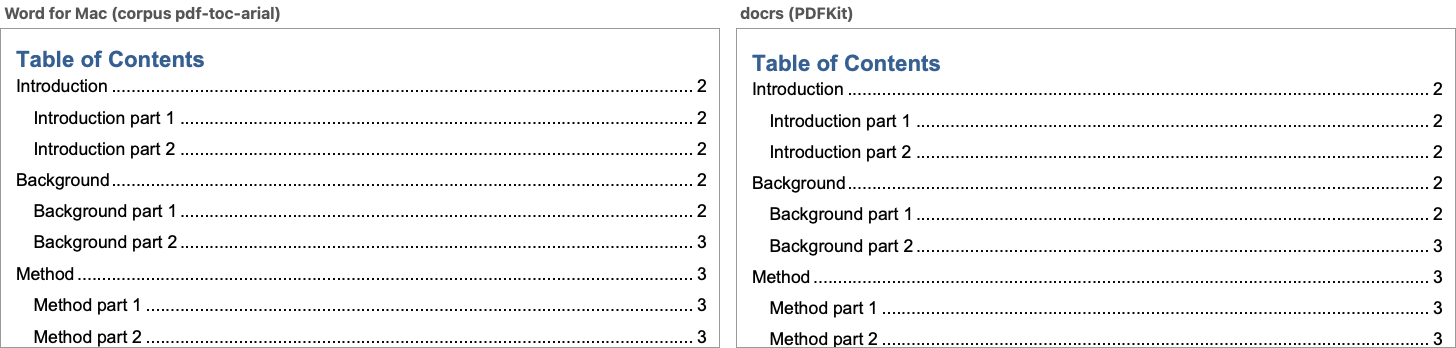 Word for Mac (corpus pdf-toc-arial)
Table of Contents
Introduction ........................................................................................................................ 2
Introduction part 1 .......................................................................................................... 2
Introduction part 2 .......................................................................................................... 2
Background........................................................................................................................ 2
Background part 1.......................................................................................................... 2
Background part 2.......................................................................................................... 3
Method............................................................................................................................... 3
Method part 1 ................................................................................................................. 3
Method part 2 ................................................................................................................. 3
docrs (PDFKit)
Table of Contents
Introduction ........................................................................................................................ 2
Introduction part 1 .......................................................................................................... 2
Introduction part 2 .......................................................................................................... 2
Background........................................................................................................................ 2
Background part 1.......................................................................................................... 2
Background part 2.......................................................................................................... 3
Method............................................................................................................................... 3
Method part 1 ................................................................................................................. 3
Method part 2 ................................................................................................................. 3